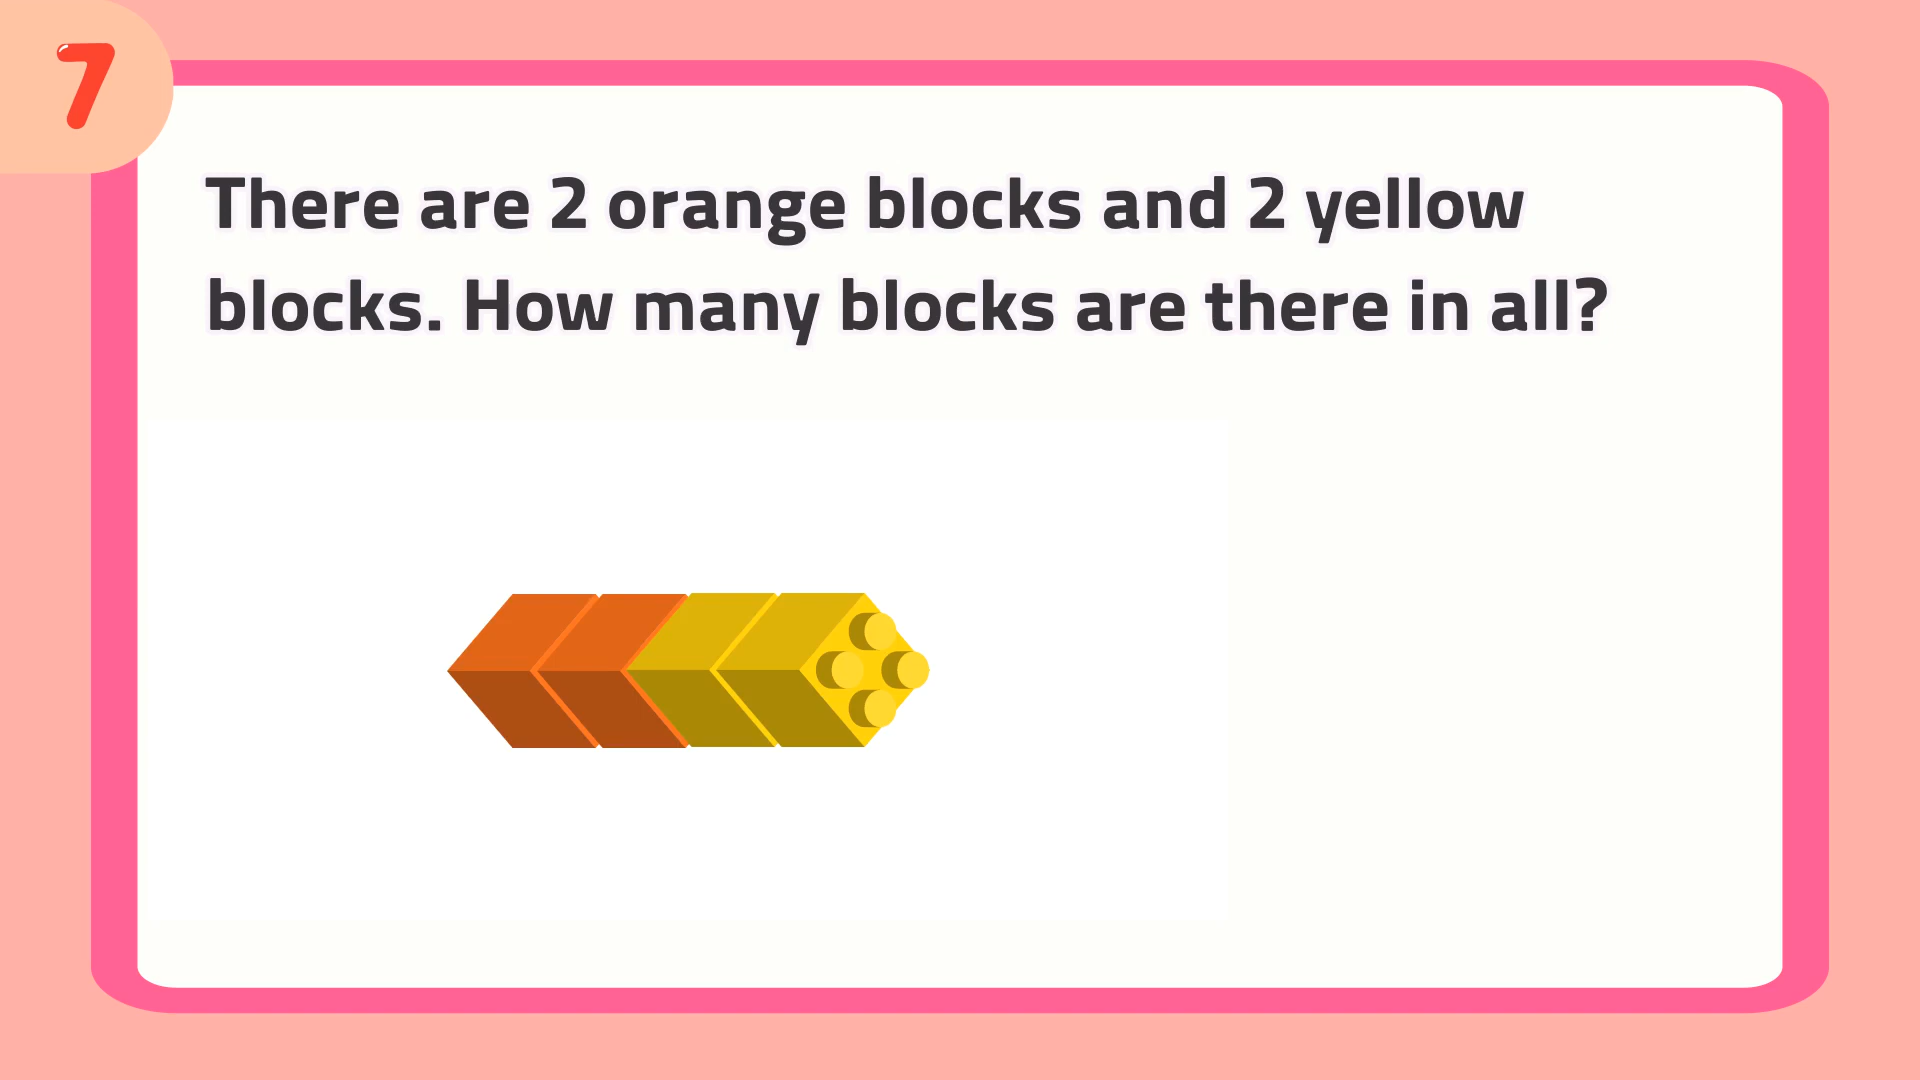 7
There are 2 orange blocks and 2 yellow
blocks. How many blocks are there in all?